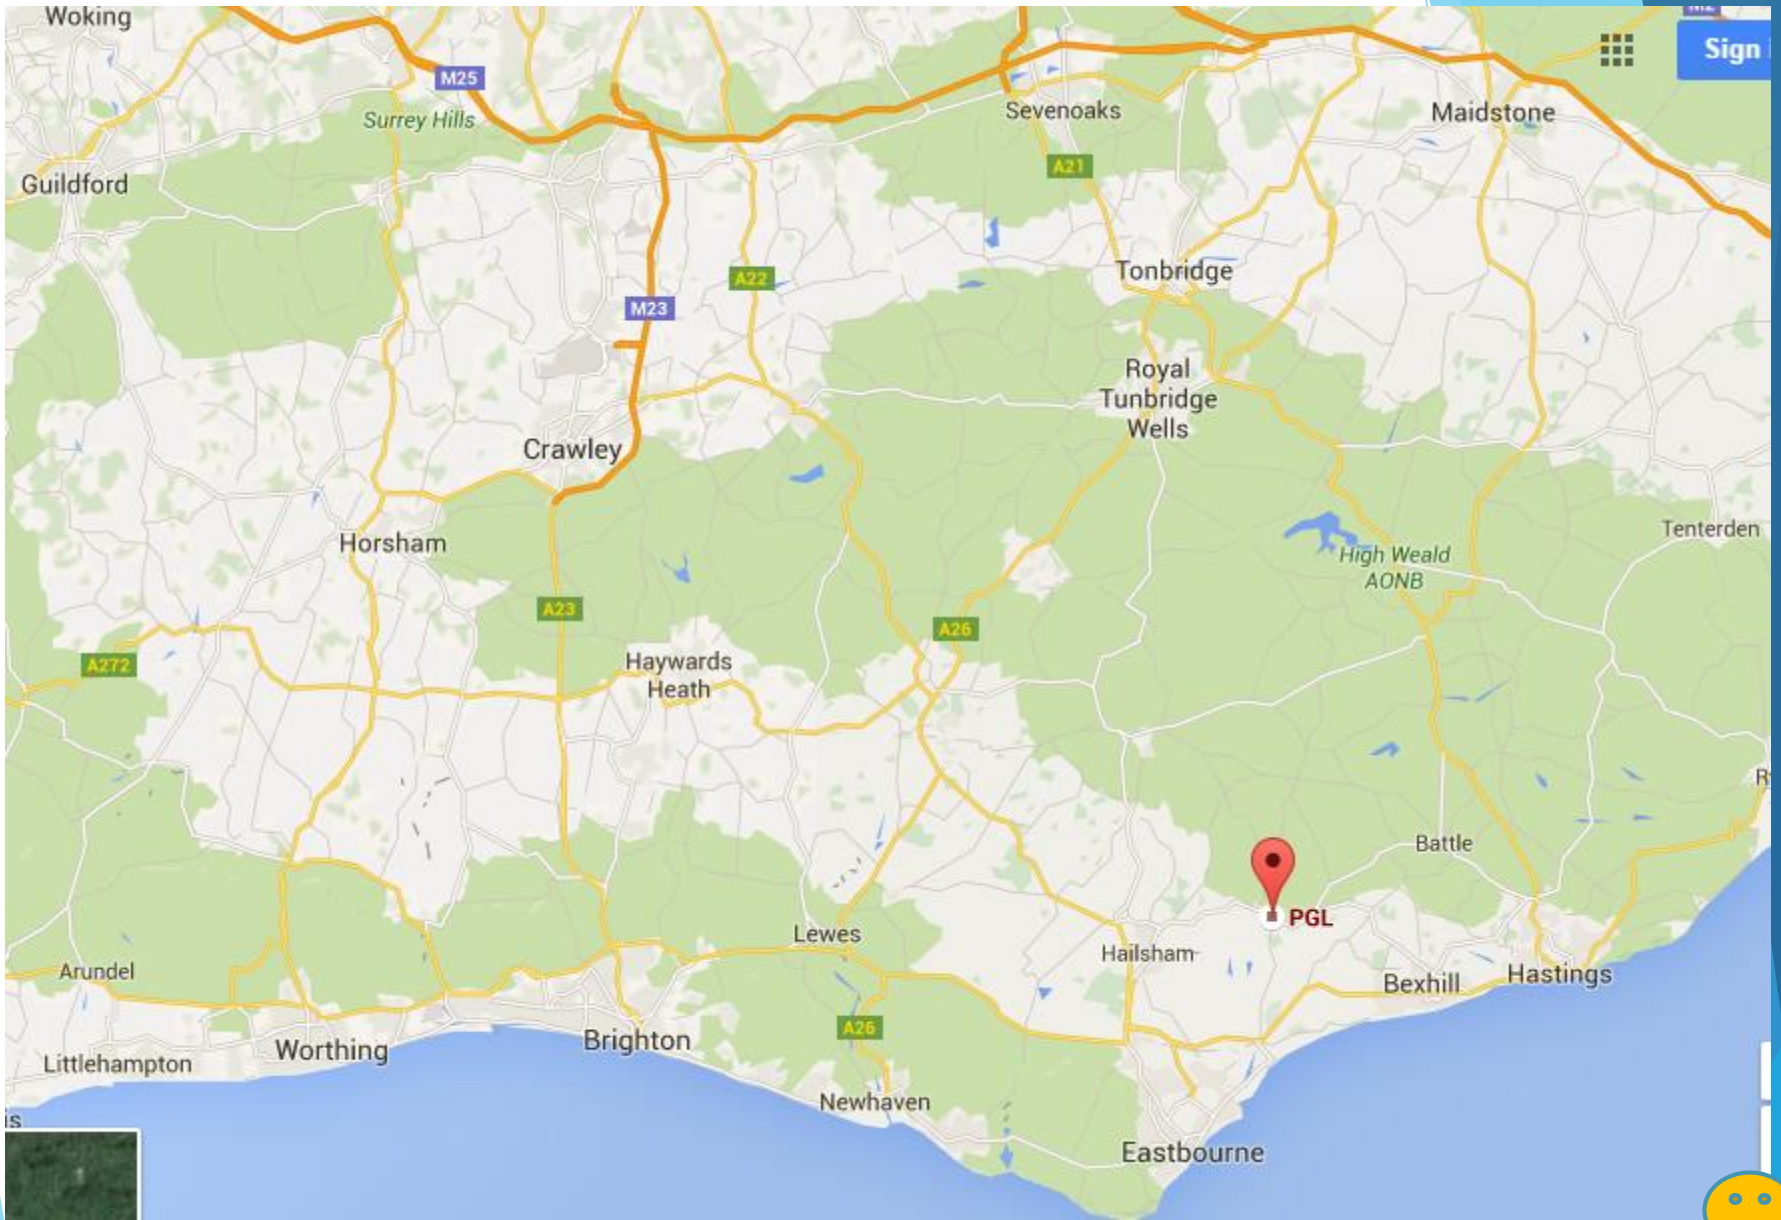 Woking
M2
Sign
M25
Surrey Hills
Sevenoaks
Maidstone
A21
Guildford
Tonbridge
A22
M23
Royal
Tunbridge
Wells
Crawley
Horsham
Tenterden
High Weald
AONB
A23
A26
A272
Haywards
Heath
Battle
PGL
Lewes
Hailsham
Arundel
Bexhill
Hastings
A26
Brighton
Worthing
Littlehampton
Newhaven
Eastbourne